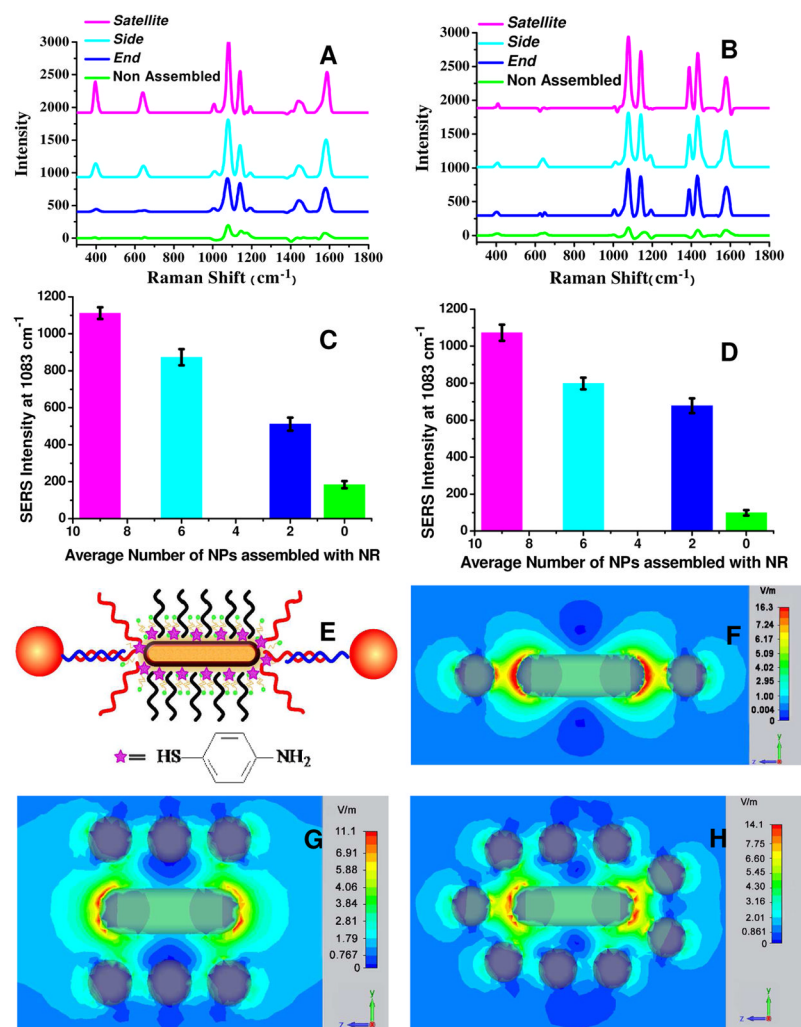 Satellite
Side
End
Non Assembled
A
3000
2500
2000
1500
1000
500
0
Intensity
400 600 800 1000 1200 1400 1600 1800
Raman Shift (cm-1)
Satellite
Side
End
Non Assembled
B
3000
2500
2000
1500
1000
500
0
Intensity
400 600 800 1000 1200 1400 1600 1800
Raman Shift(cm-1)
C
1200
1000
800
600
400
200
0
SERS Intensity at 1083 cm-1
10 8 6 4 2 0
Average Number of NPs assembled with NR
D
1200
1000
800
600
400
200
0
SERS Intensity at 1083 cm-1
10 8 6 4 2 0
Average Number of NPs assembled with NR
E
= HS NH2
F
V/m
16.3
7.24
6.17
5.09
4.02
2.95
1.00
0.004
0
y
z
G
V/m
11.1
6.91
5.88
4.06
3.84
2.81
1.79
0.767
0
y
z
H
V/m
14.1
7.75
6.60
5.45
4.30
3.16
2.01
0.861
0
y
z